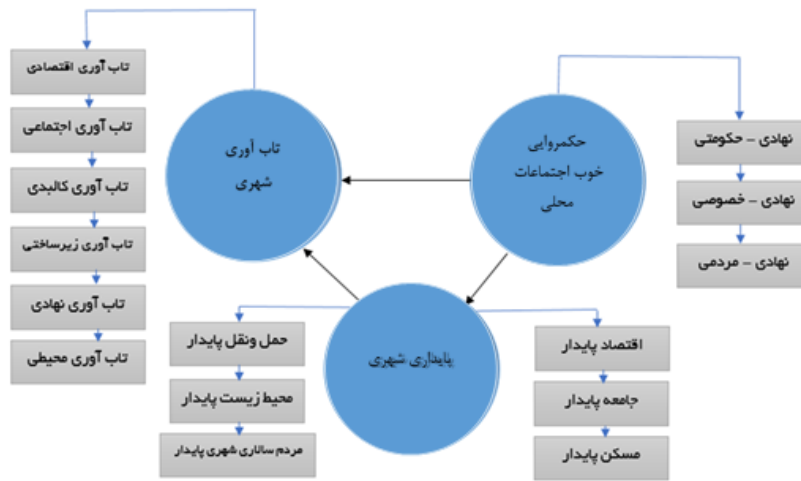 حکمروایی
خوب اجتماعات
محلی
نهادی – حکومتی
نهادی – خصوصی
نهادی – مردمی
تاب آوری
شهری
تاب آوری اقتصادی
تاب آوری اجتماعی
تاب آوری کالبدی
تاب آوری زیرساختی
تاب آوری نهادی
تاب آوری محیطی
پایداری شهری
اقتصاد پایدار
جامعه پایدار
مسکن پایدار
حمل ونقل پایدار
محیط زیست پایدار
مردم سالاری شهری پایدار